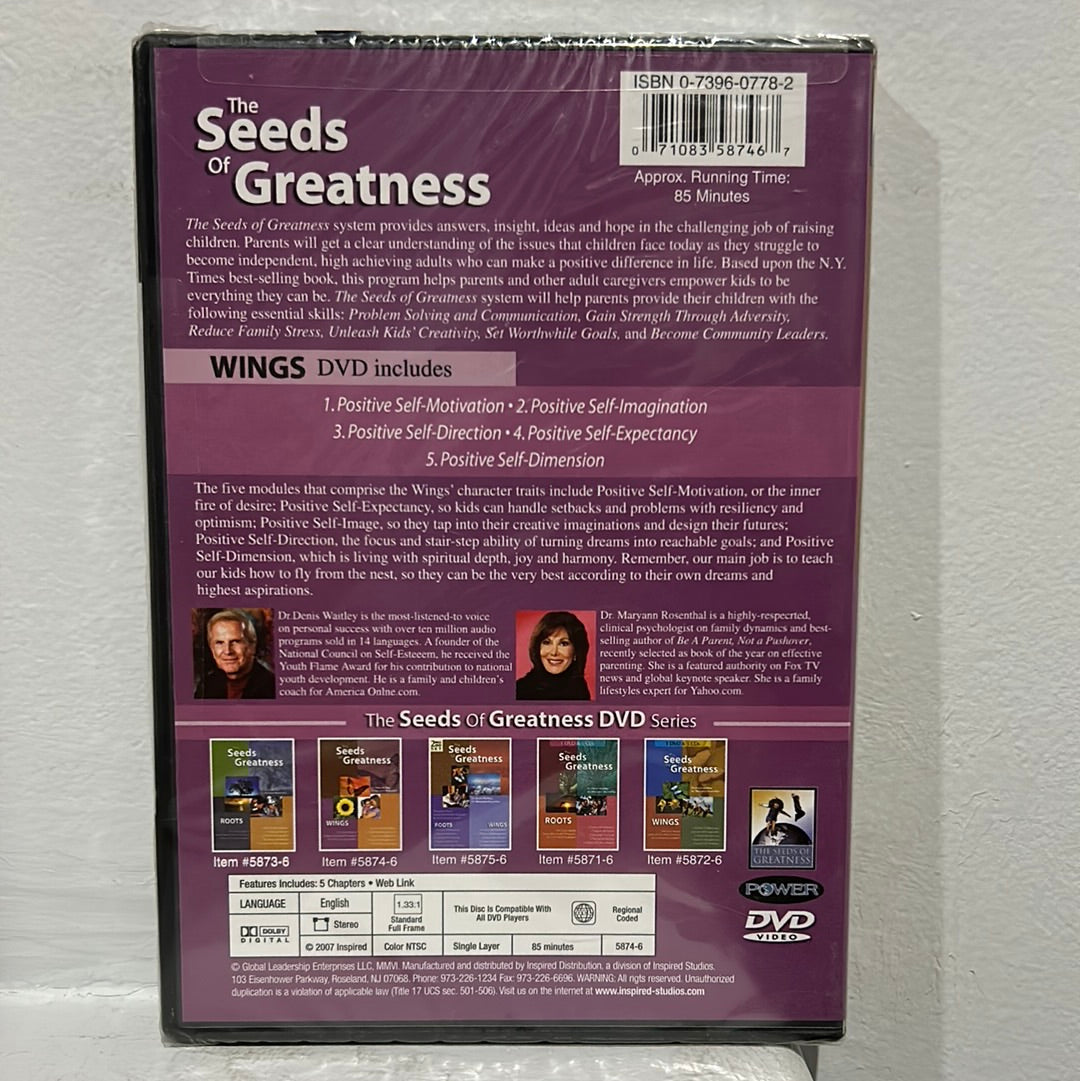 The
Seeds
Of
Greatness
ISBN 0-7396-0778-2
0 71083 58746 7
Approx. Running Time:
85 Minutes
The Seeds of Greatness system provides answers, insight, ideas and hope in the challenging job of raising
children. Parents will get a clear understanding of the issues that children face today as they struggle to
become independent, high achieving adults who can make a positive difference in life. Based upon the N.Y.
Times best-selling book, this program helps parents and other adult caregivers empower kids to be
everything they can be. The Seeds of Greatness system will help parents provide their children with the
following essential skills: Problem Solving and Communication, Gain Strength Through Adversity,
Reduce Family Stress, Unleash Kids' Creativity, Set Worthwhile Goals, and Become Community Leaders.
WINGS DVD includes
1. Positive Self-Motivation • 2. Positive Self-Imagination
3. Positive Self-Direction • 4. Positive Self-Expectancy
5. Positive Self-Dimension
The five modules that comprise the Wings' character traits include Positive Self-Motivation, or the inner
fire of desire; Positive Self-Expectancy, so kids can handle setbacks and problems with resiliency and
optimism; Positive Self-Image, so they tap into their creative imaginations and design their futures;
Positive Self-Direction, the focus and stair-step ability of turning dreams into reachable goals; and Positive
Self-Dimension, which is living with spiritual depth, joy and harmony. Remember, our main job is to teach
our kids how to fly from the nest, so they can be the very best according to their own dreams and
highest aspirations.
Dr. Denis Waitley is the most-listened-to voice
on personal success with over ten million audio
programs sold in 14 languages. A founder of the
National Council on Self-Esteeem, he received the
Youth Flame Award for his contribution to national
youth development. He is a family and children's
coach for America Onlne.com.
Dr. Maryann Rosenthal is a highly-respecrted,
clinical psychologist on family dynamics and best-
selling author of Be A Parent, Not a Pushover,
recently selected as book of the year on effective
parenting. She is a featured authority on Fox TV
news and global keynote speaker. She is a family
lifestyles expert for Yahoo.com.
The Seeds Of Greatness DVD Series
Seeds Greatness ROOTS
Seeds Greatness WINGS
Seeds Greatness ROOTS WINGS
Seeds Greatness ROOTS
Seeds Greatness WINGS
Item #5873-6
Item #5874-6
Item #5875-6
Item #5871-6
Item #5872-6
THE SEEDS OF
GREATNESS
POWER
DVD
VIDEO
Features Includes: 5 Chapters • Web Link
LANGUAGE
English
1.33:1
Standard
Full Frame
This Disc Is Compatible With
All DVD Players
Regional
Coded
DOLBY
DIGITAL
Stereo
© 2007 Inspired
Color NTSC
Single Layer
85 minutes
5874-6
© Global Leadership Enterprises LLC, MMVI. Manufactured and distributed by Inspired Distribution, a division of Inspired Studios.
103 Eisenhower Parkway, Roseland, NJ 07068. Phone: 973-226-1234 Fax: 973-226-6696. WARNING: All rigts reserved. Unauthorized
duplication is a violation of applicable law (Title 17 UCS sec. 501-506). Visit us on the internet at www.inspired-studios.com